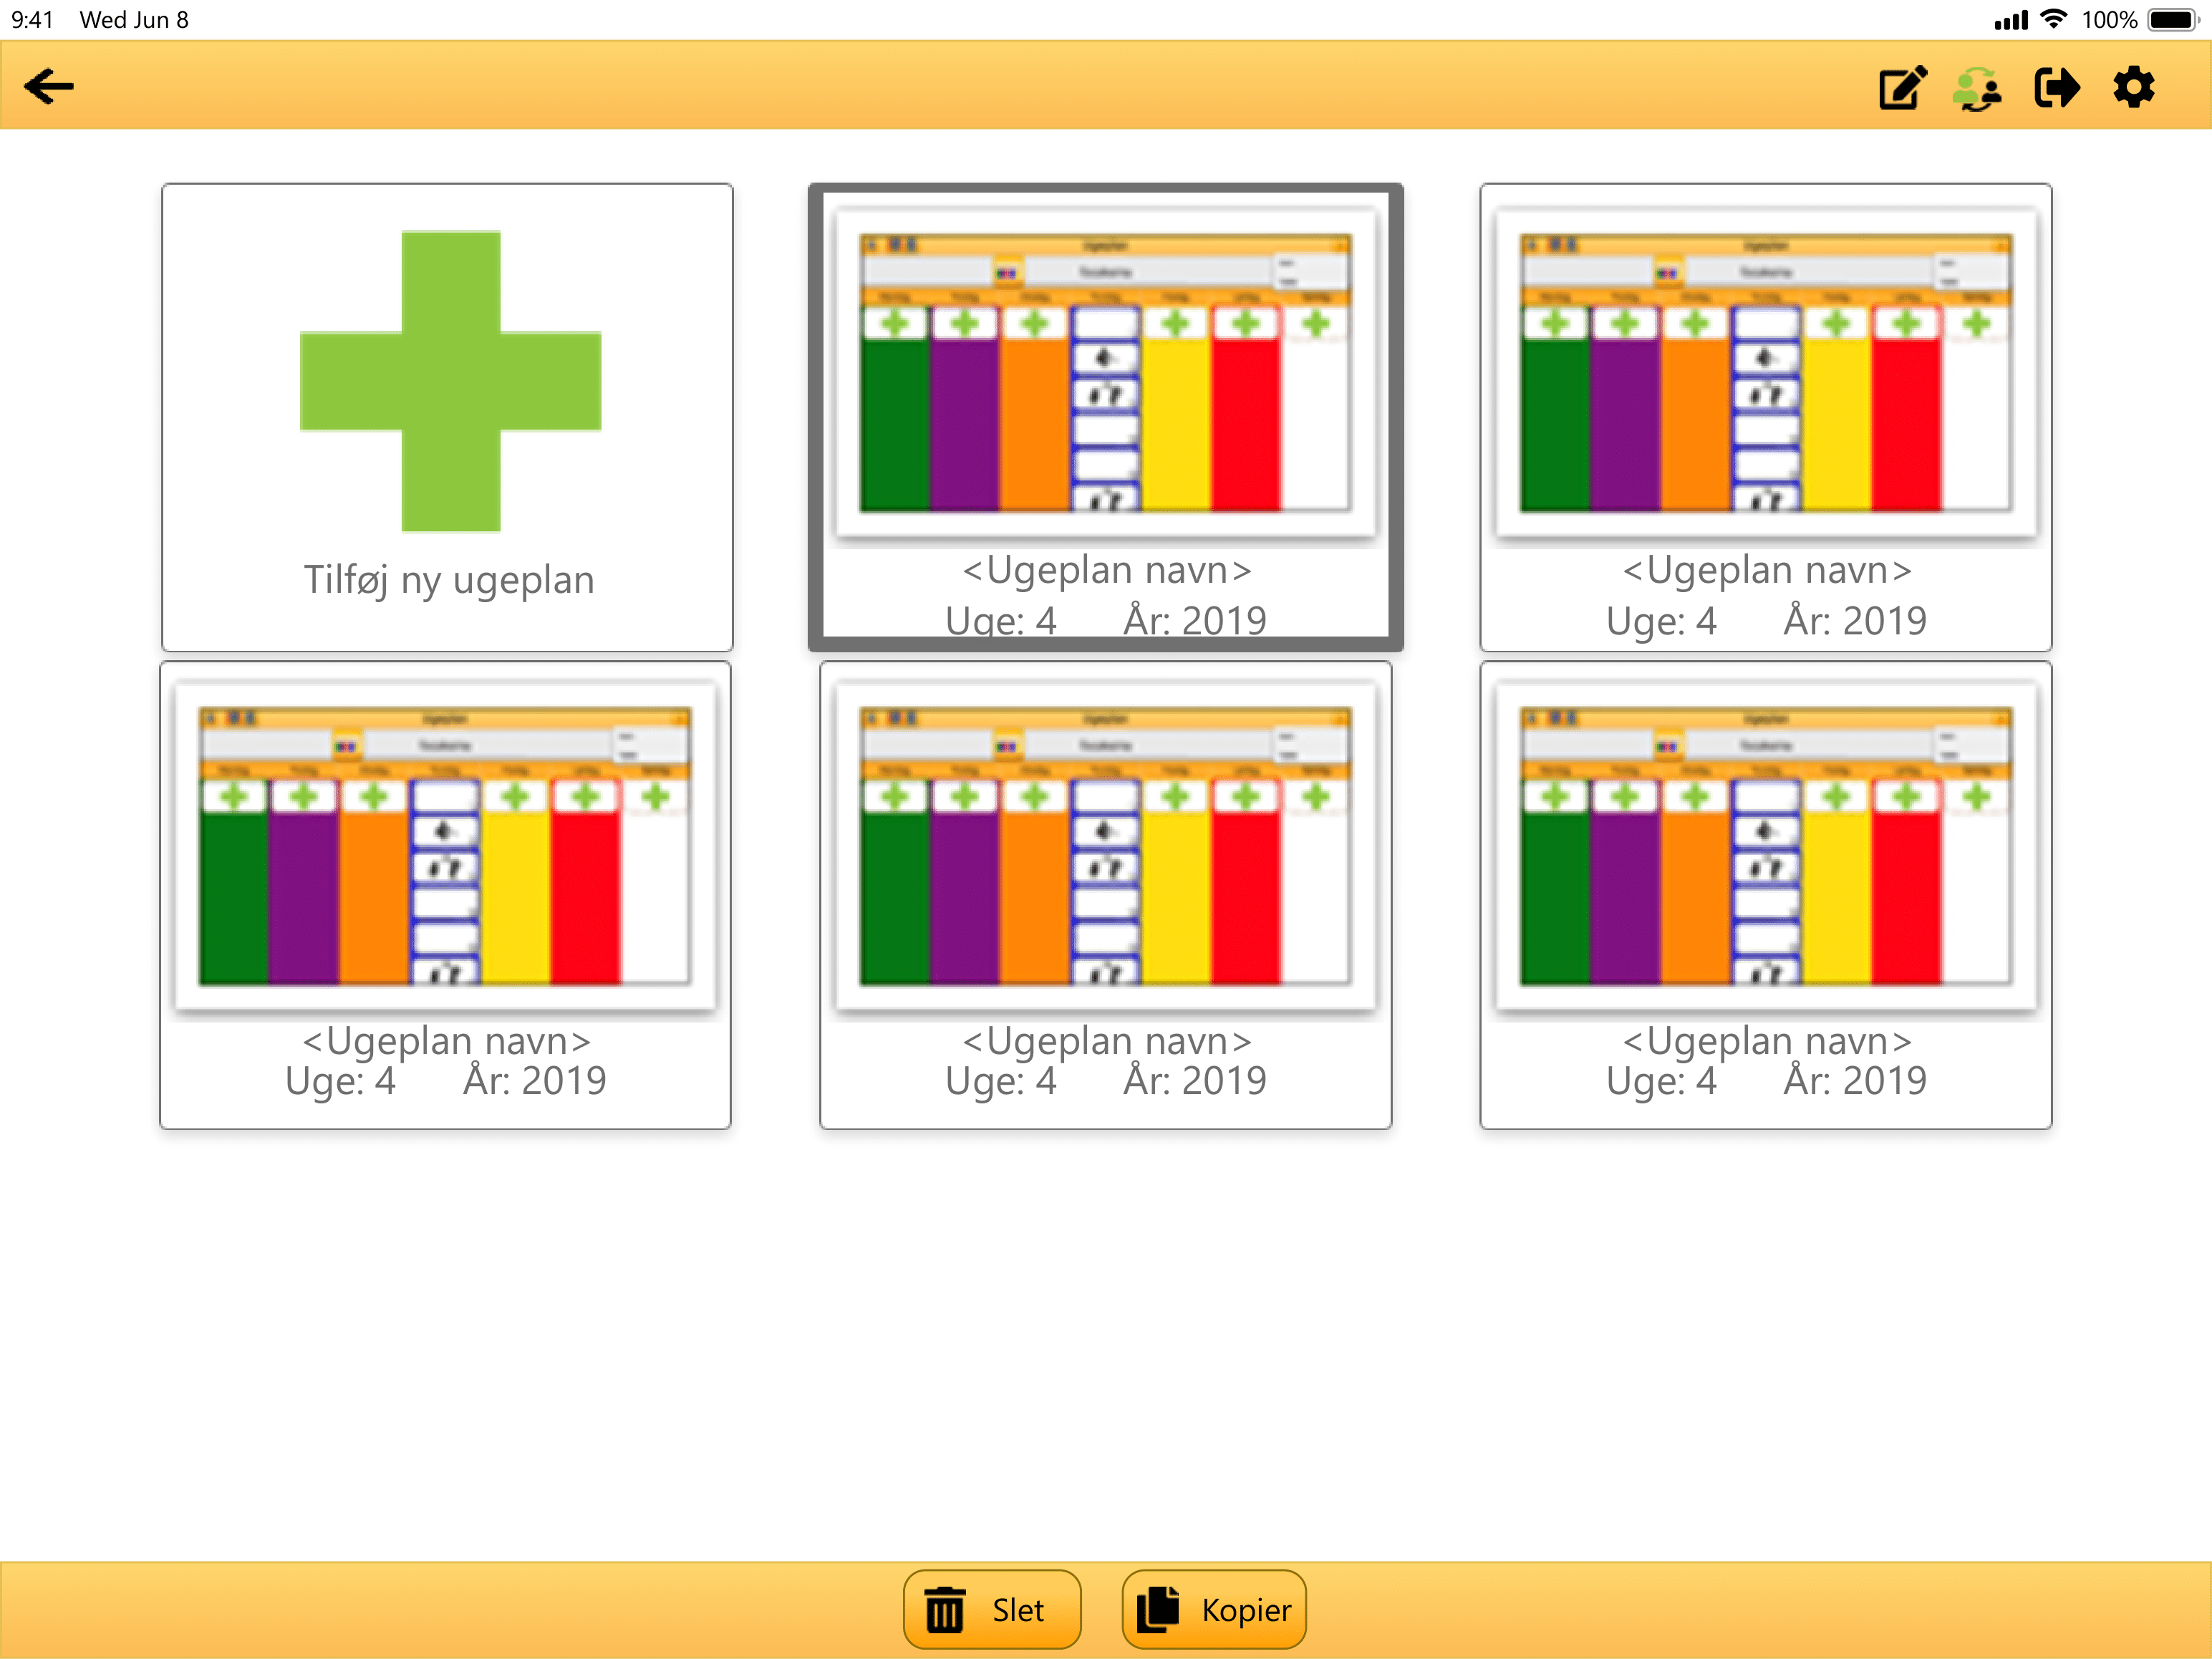 9:41 Wed Jun 8 100%
Tilføj ny ugeplan
<Ugeplan navn>
Uge: 4 År: 2019
<Ugeplan navn>
Uge: 4 År: 2019
<Ugeplan navn>
Uge: 4 År: 2019
<Ugeplan navn>
Uge: 4 År: 2019
<Ugeplan navn>
Uge: 4 År: 2019
Slet
Kopier